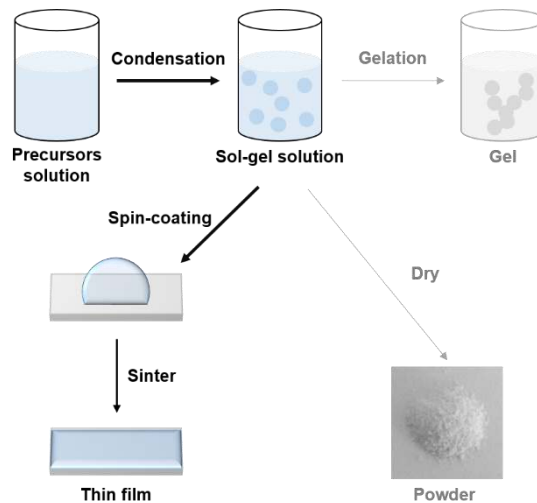 Condensation
Gelation
Precursors
solution
Sol-gel solution
Gel
Spin-coating
Dry
Sinter
Thin film
Powder